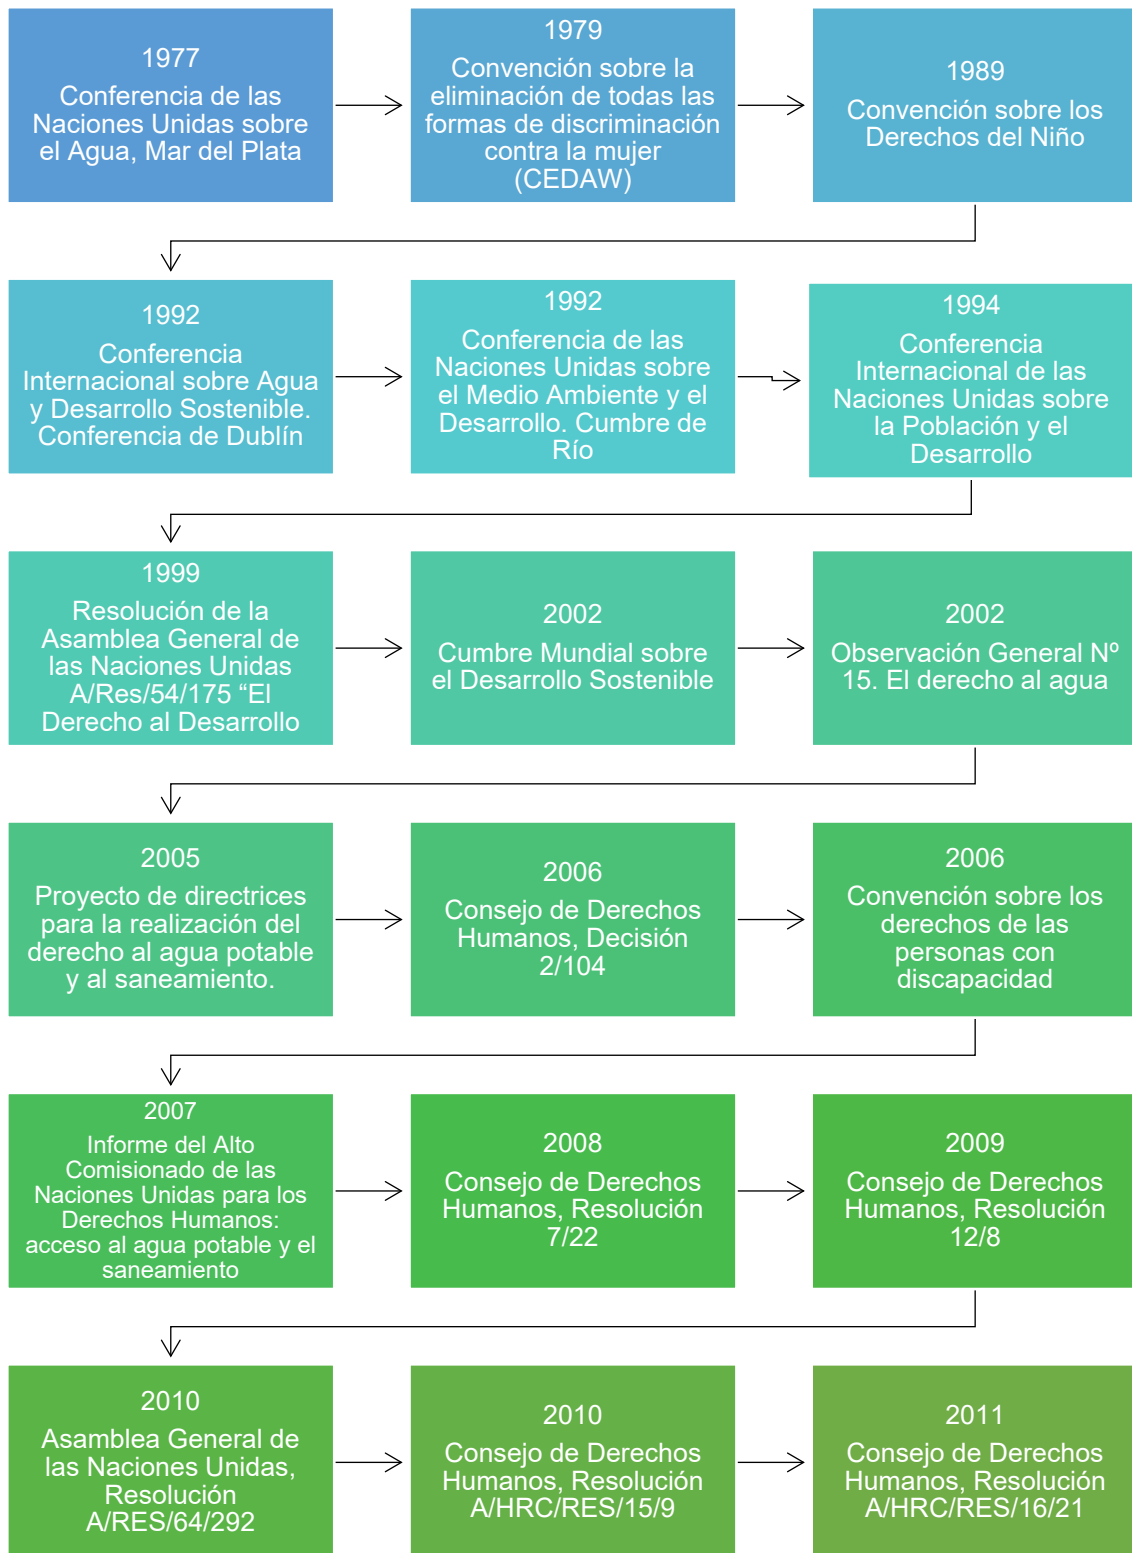 1977
Conferencia de las
Naciones Unidas sobre
el Agua, Mar del Plata
1979
Convención sobre la
eliminación de todas las
formas de discriminación
contra la mujer
(CEDAW)
1989
Convención sobre los
Derechos del Niño
1992
Conferencia
Internacional sobre Agua
y Desarrollo Sostenible.
Conferencia de Dublín
1992
Conferencia de las
Naciones Unidas sobre
el Medio Ambiente y el
Desarrollo. Cumbre de
Río
1994
Conferencia
Internacional de las
Naciones Unidas sobre
la Población y el
Desarrollo
1999
Resolución de la
Asamblea General de
las Naciones Unidas
A/Res/54/175 “El
Derecho al Desarrollo
2002
Cumbre Mundial sobre
el Desarrollo Sostenible
2002
Observación General Nº
15. El derecho al agua
2005
Proyecto de directrices
para la realización del
derecho al agua potable
y al saneamiento.
2006
Consejo de Derechos
Humanos, Decisión
2/104
2006
Convención sobre los
derechos de las
personas con
discapacidad
2007
Informe del Alto
Comisionado de las
Naciones Unidas para los
Derechos Humanos:
acceso al agua potable y el
saneamiento
2008
Consejo de Derechos
Humanos, Resolución
7/22
2009
Consejo de Derechos
Humanos, Resolución
12/8
2010
Asamblea General de
las Naciones Unidas,
Resolución
A/RES/64/292
2010
Consejo de Derechos
Humanos, Resolución
A/HRC/RES/15/9
2011
Consejo de Derechos
Humanos, Resolución
A/HRC/RES/16/21